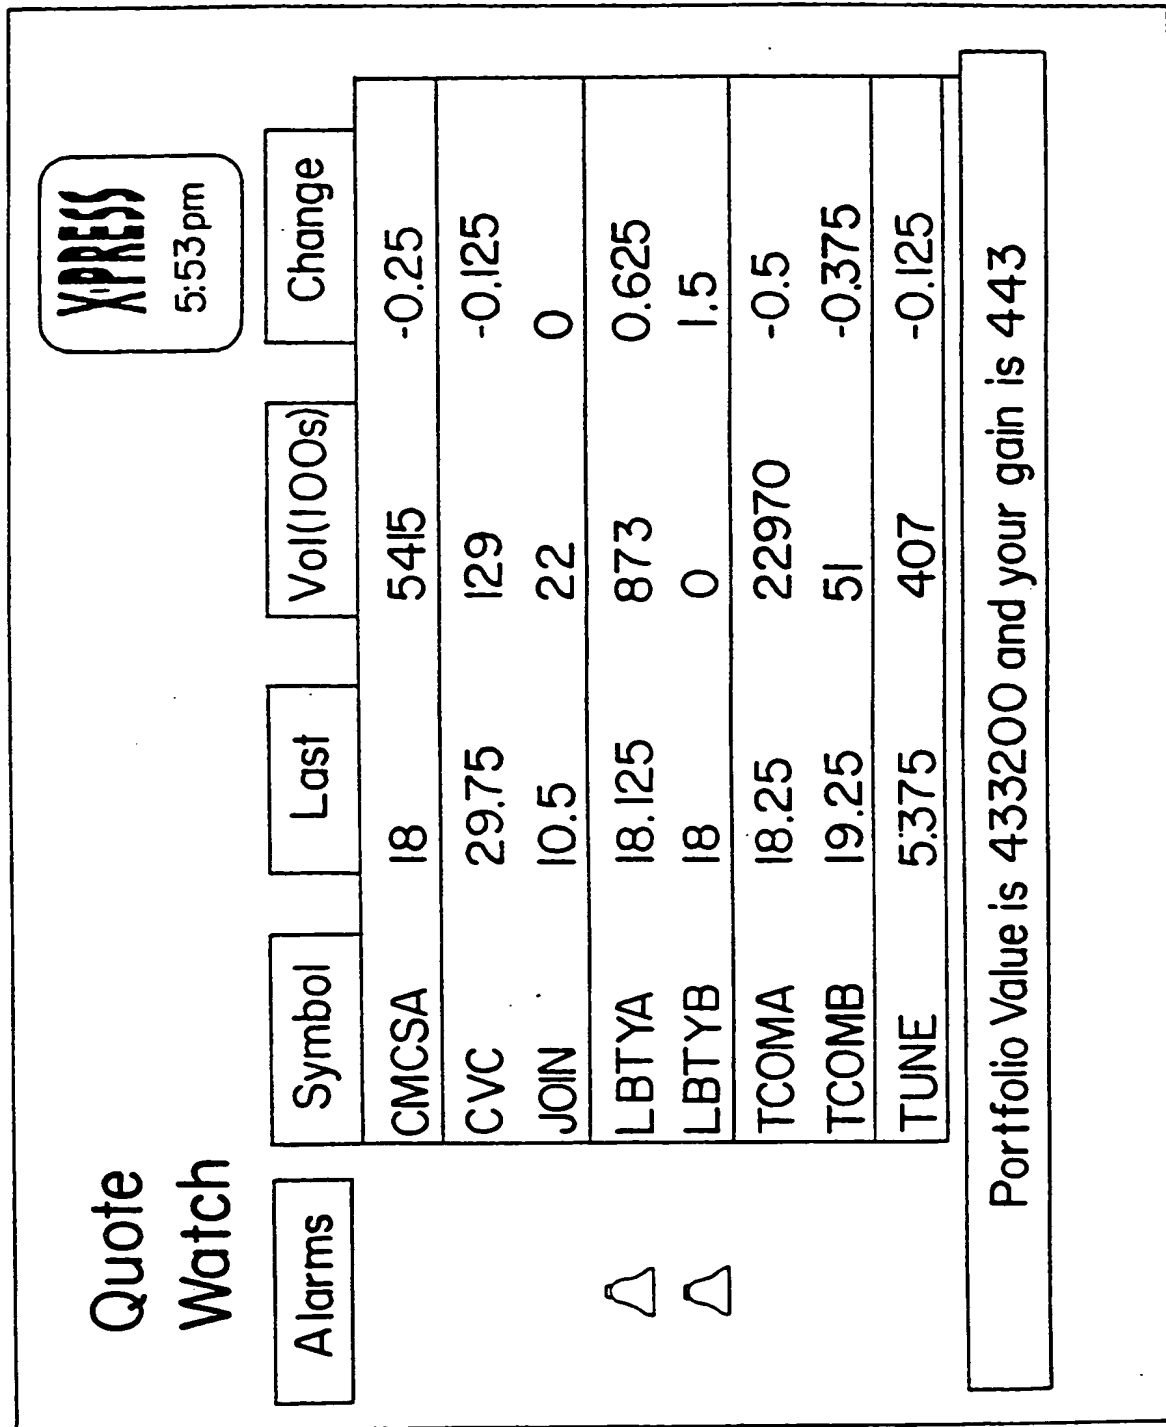 Quote
Watch
X·PRESS
5:53pm
Alarms Symbol Last Vol(100s) Change
CMCSA 18 5415 -0.25
CVC 29.75 129 -0.125
JOIN 10.5 22 0
LBTYA 18.125 873 0.625
LBTYB 18 0 1.5
TCOMA 18.25 22970 -0.5
TCOMB 19.25 51 -0.375
TUNE 5.375 407 -0.125
Portfolio Value is 433200 and your gain is 443